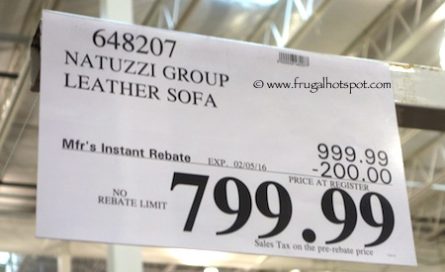 648207
NATUZZI GROUP
LEATHER SOFA
© www.frugalhotspot.com
999.99
Mfr's Instant Rebate EXP. 02/05/16 -200.00
PRICE AT REGISTER
NO
REBATE LIMIT
799.99
Sales Tax on the pre-rebate price